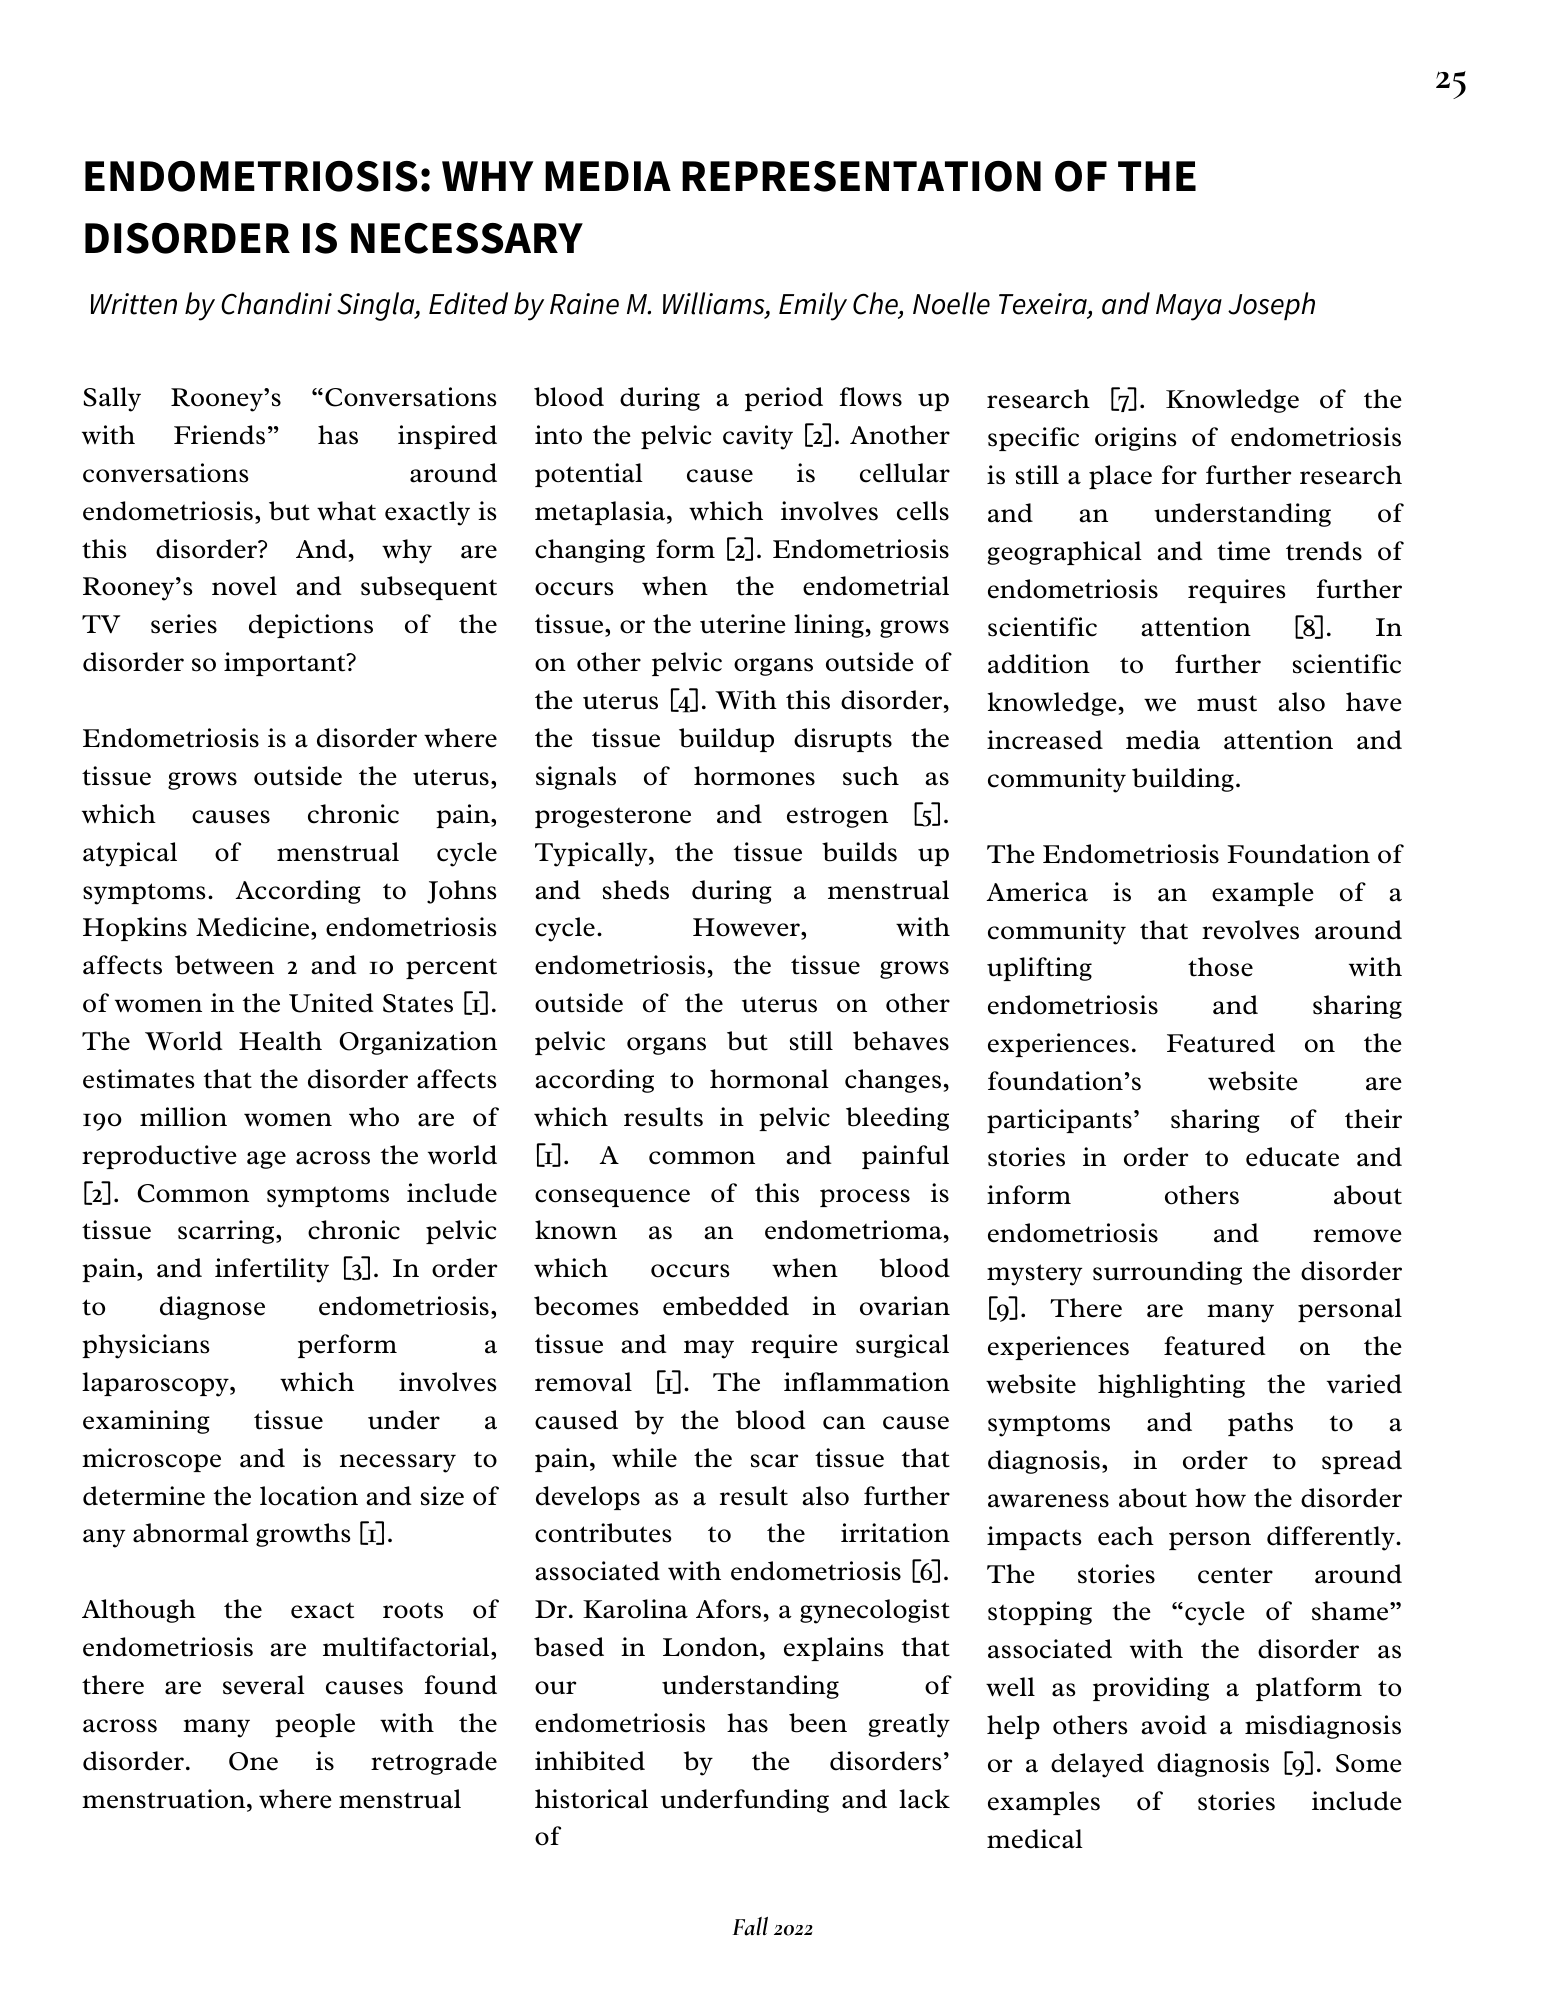 25
ENDOMETRIOSIS: WHY MEDIA REPRESENTATION OF THE
DISORDER IS NECESSARY
Written by Chandini Singla, Edited by Raine M. Williams, Emily Che, Noelle Texeira, and Maya Joseph
Sally Rooney’s “Conversations
with Friends” has inspired
conversations around
endometriosis, but what exactly is
this disorder? And, why are
Rooney’s novel and subsequent
TV series depictions of the
disorder so important?
Endometriosis is a disorder where
tissue grows outside the uterus,
which causes chronic pain,
atypical of menstrual cycle
symptoms. According to Johns
Hopkins Medicine, endometriosis
affects between 2 and 10 percent
of women in the United States [1].
The World Health Organization
estimates that the disorder affects
190 million women who are of
reproductive age across the world
[2]. Common symptoms include
tissue scarring, chronic pelvic
pain, and infertility [3]. In order
to diagnose endometriosis,
physicians perform a
laparoscopy, which involves
examining tissue under a
microscope and is necessary to
determine the location and size of
any abnormal growths [1].
Although the exact roots of
endometriosis are multifactorial,
there are several causes found
across many people with the
disorder. One is retrograde
menstruation, where menstrual
blood during a period flows up
into the pelvic cavity [2]. Another
potential cause is cellular
metaplasia, which involves cells
changing form [2]. Endometriosis
occurs when the endometrial
tissue, or the uterine lining, grows
on other pelvic organs outside of
the uterus [4]. With this disorder,
the tissue buildup disrupts the
signals of hormones such as
progesterone and estrogen [5].
Typically, the tissue builds up
and sheds during a menstrual
cycle. However, with
endometriosis, the tissue grows
outside of the uterus on other
pelvic organs but still behaves
according to hormonal changes,
which results in pelvic bleeding
[1]. A common and painful
consequence of this process is
known as an endometrioma,
which occurs when blood
becomes embedded in ovarian
tissue and may require surgical
removal [1]. The inflammation
caused by the blood can cause
pain, while the scar tissue that
develops as a result also further
contributes to the irritation
associated with endometriosis [6].
Dr. Karolina Afors, a gynecologist
based in London, explains that
our understanding of
endometriosis has been greatly
inhibited by the disorders’
historical underfunding and lack
of
research [7]. Knowledge of the
specific origins of endometriosis
is still a place for further research
and an understanding of
geographical and time trends of
endometriosis requires further
scientific attention [8]. In
addition to further scientific
knowledge, we must also have
increased media attention and
community building.
The Endometriosis Foundation of
America is an example of a
community that revolves around
uplifting those with
endometriosis and sharing
experiences. Featured on the
foundation’s website are
participants’ sharing of their
stories in order to educate and
inform others about
endometriosis and remove
mystery surrounding the disorder
[9]. There are many personal
experiences featured on the
website highlighting the varied
symptoms and paths to a
diagnosis, in order to spread
awareness about how the disorder
impacts each person differently.
The stories center around
stopping the “cycle of shame”
associated with the disorder as
well as providing a platform to
help others avoid a misdiagnosis
or a delayed diagnosis [9]. Some
examples of stories include
medical
Fall 2022